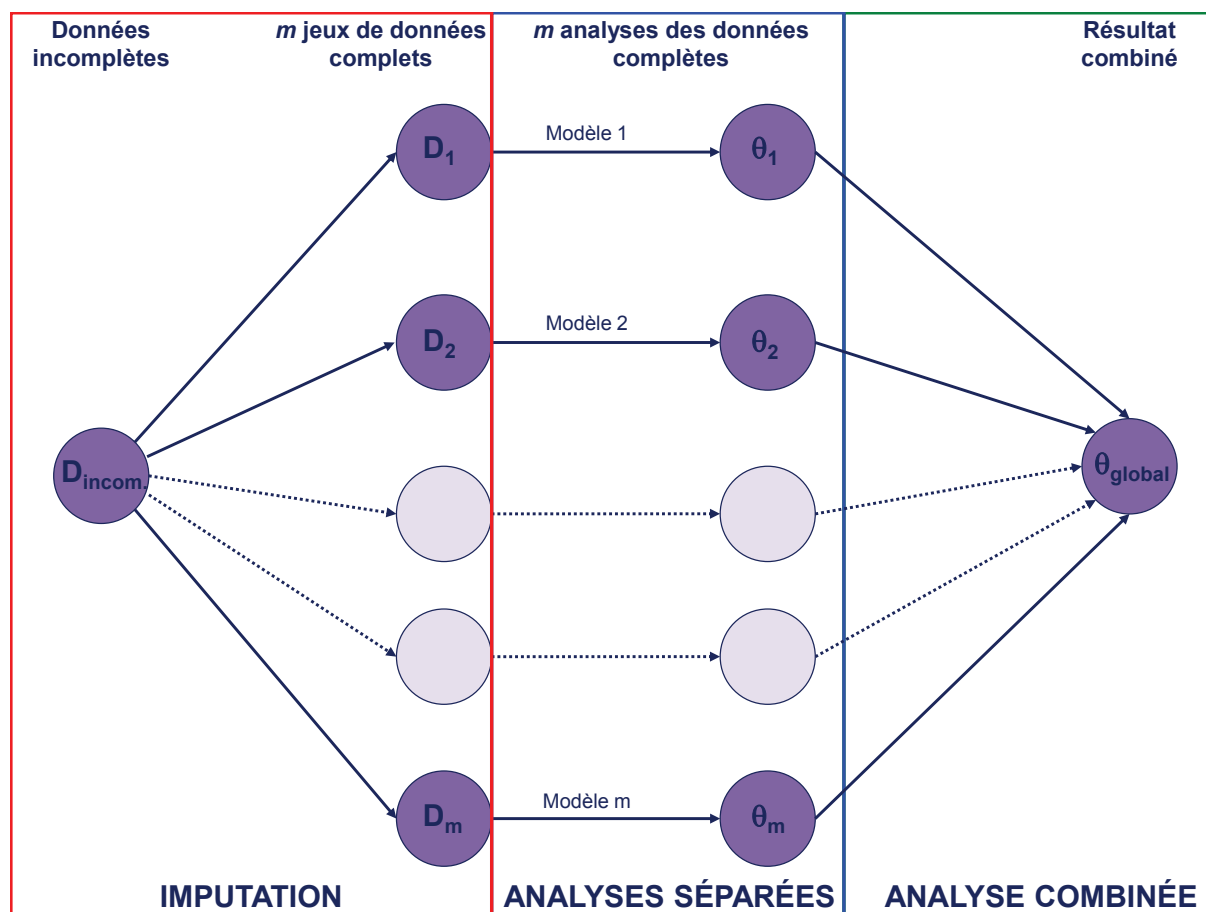 Données
incomplètes
m jeux de données
complets
m analyses des données
complètes
Résultat
combiné
D1
Modèle 1
θ1
D2
Modèle 2
θ2
Dincom.
θglobal
Dm
Modèle m
θm
IMPUTATION
ANALYSES SÉPARÉES
ANALYSE COMBINÉE